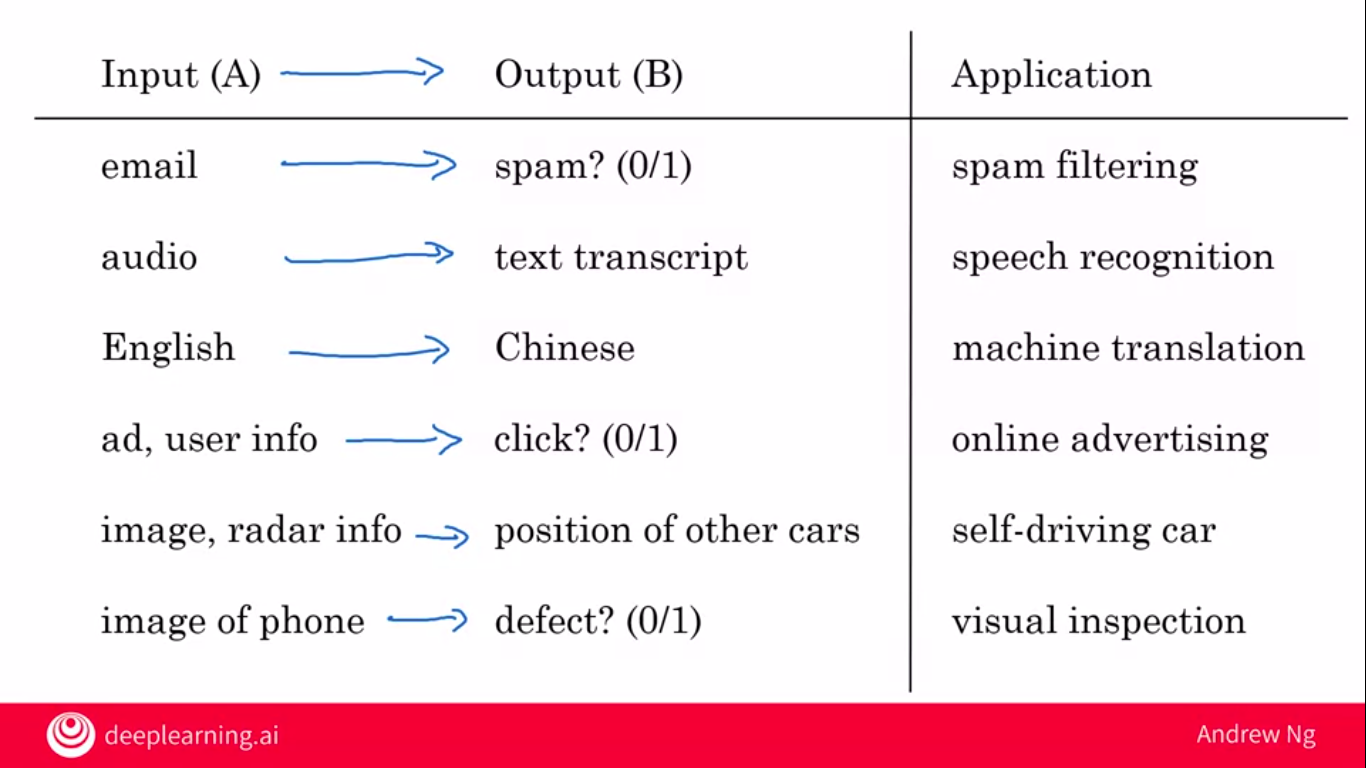 Input (A) Output (B) Application
email spam? (0/1) spam filtering
audio text transcript speech recognition
English Chinese machine translation
ad, user info click? (0/1) online advertising
image, radar info position of other cars self-driving car
image of phone defect? (0/1) visual inspection
deeplearning.ai Andrew Ng